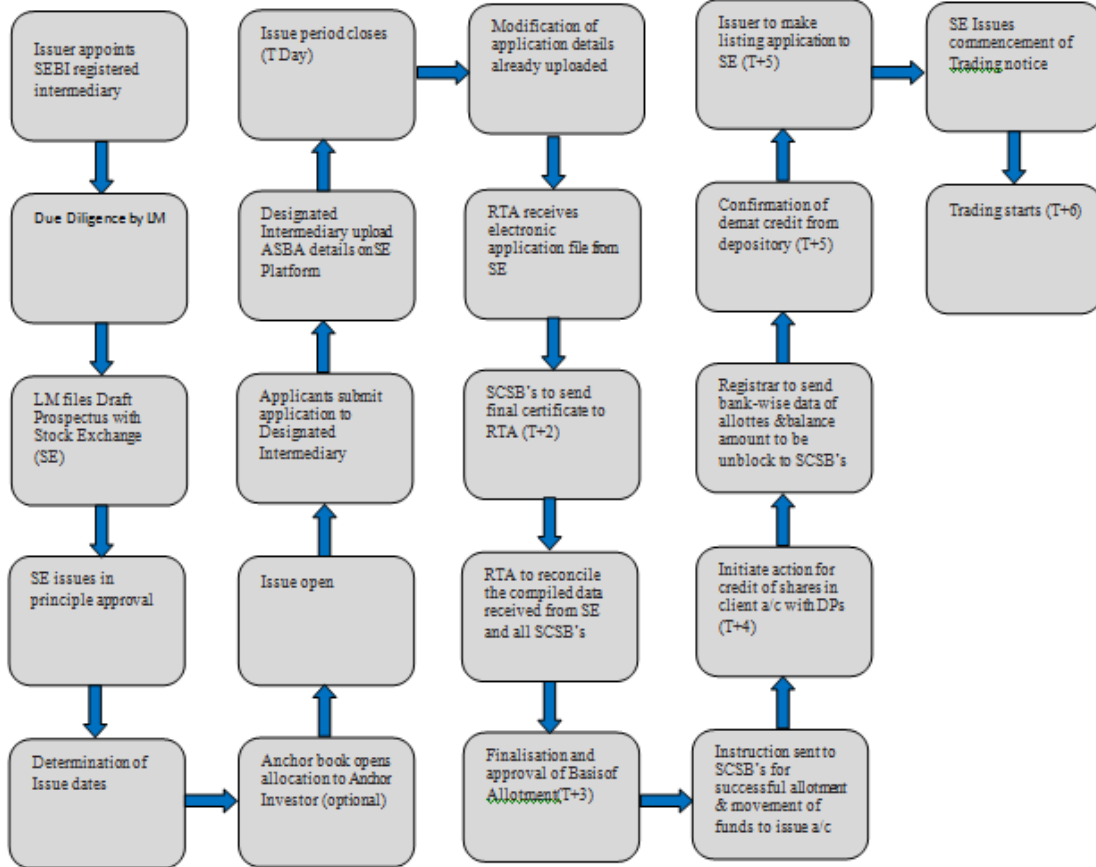 Issuer appoints
SEBI registered
intermediary
Due Diligence by LM
LM files Draft
Prospectus with
Stock Exchange
(SE)
SE issues in
principle approval
Determination of
Issue dates
Anchor book opens
allocation to Anchor
Investor (optional)
Issue open
Applicants submit
application to
Designated
Intermediary
Designated
Intermediary upload
ASBA details on SE
Platform
Issue period closes
(T Day)
Modification of
application details
already uploaded
RTA receives
electronic
application file from
SE
SCSB's to send
final certificate to
RTA (T+2)
RTA to reconcile
the compiled data
received from SE
and all SCSB's
Finalisation and
approval of Basis of
Allotment(T+3)
Instruction sent to
SCSB's for
successful allotment
& movement of
funds to issue a/c
Initiate action for
credit of shares in
client a/c with DPs
(T+4)
Registrar to send
bank-wise data of
allottes &balance
amount to be
unblock to SCSB's
Confirmation of
demat credit from
depository (T+5)
Issuer to make
listing application to
SE (T+5)
SE Issues
commencement of
Trading notice
Trading starts (T+6)